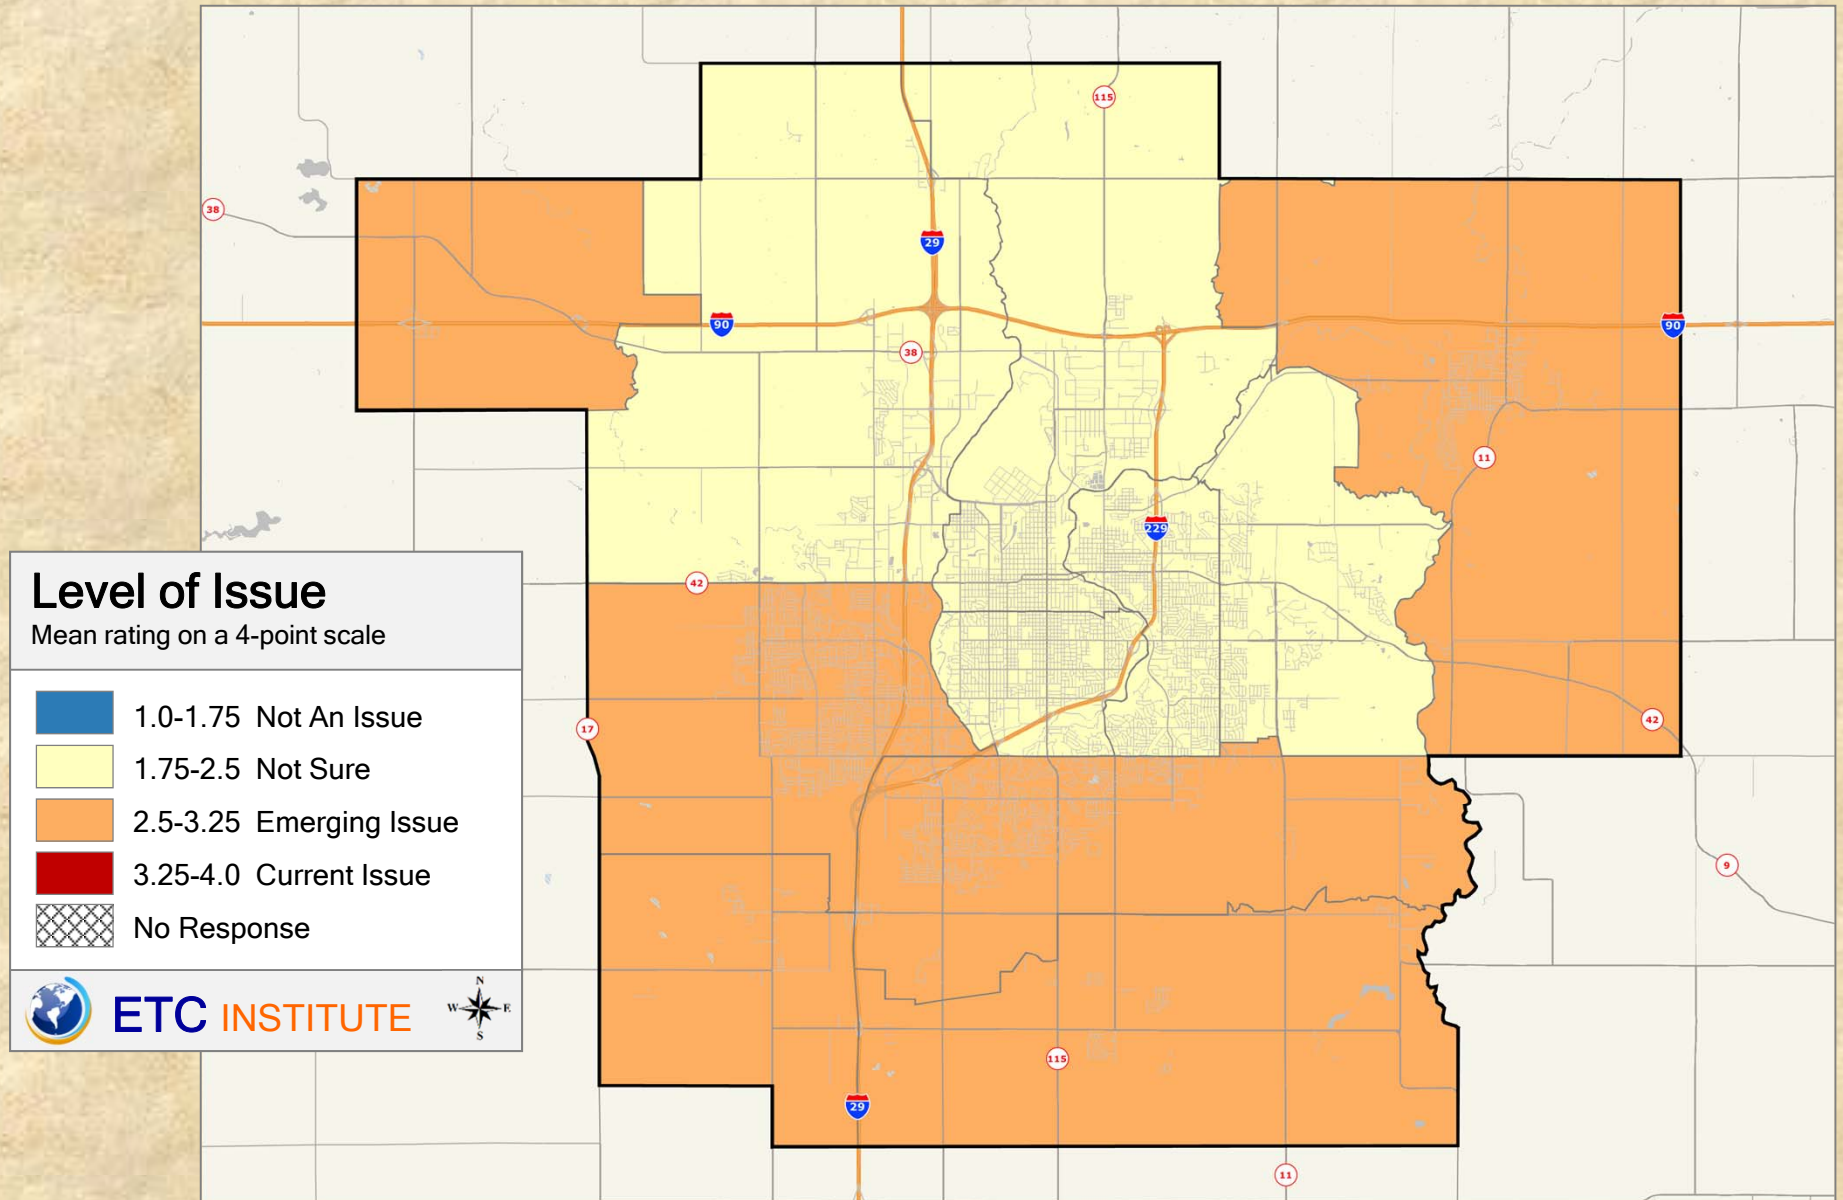 115
38
29
90
90
38
11
229
42
Level of Issue
Mean rating on a 4-point scale
1.0-1.75 Not An Issue
1.75-2.5 Not Sure
2.5-3.25 Emerging Issue
3.25-4.0 Current Issue
No Response
ETC INSTITUTE
N
W E
S
17
42
9
115
29
11